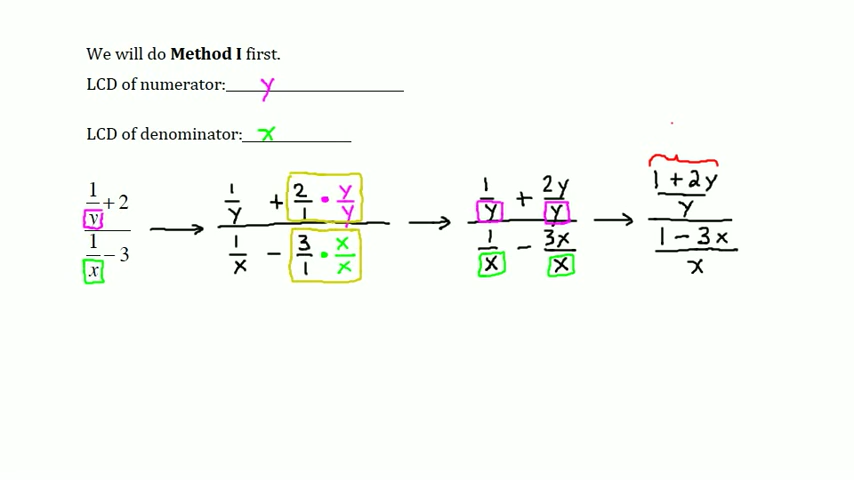 We will do Method I first.
LCD of numerator: y
LCD of denominator: x
1/y + 2 / 1/x - 3 → 1/y + 2/1 • y/y / 1/x - 3/1 • x/x → 1/y + 2y/y / 1/x - 3x/x → 1 + 2y/y / 1 - 3x/x